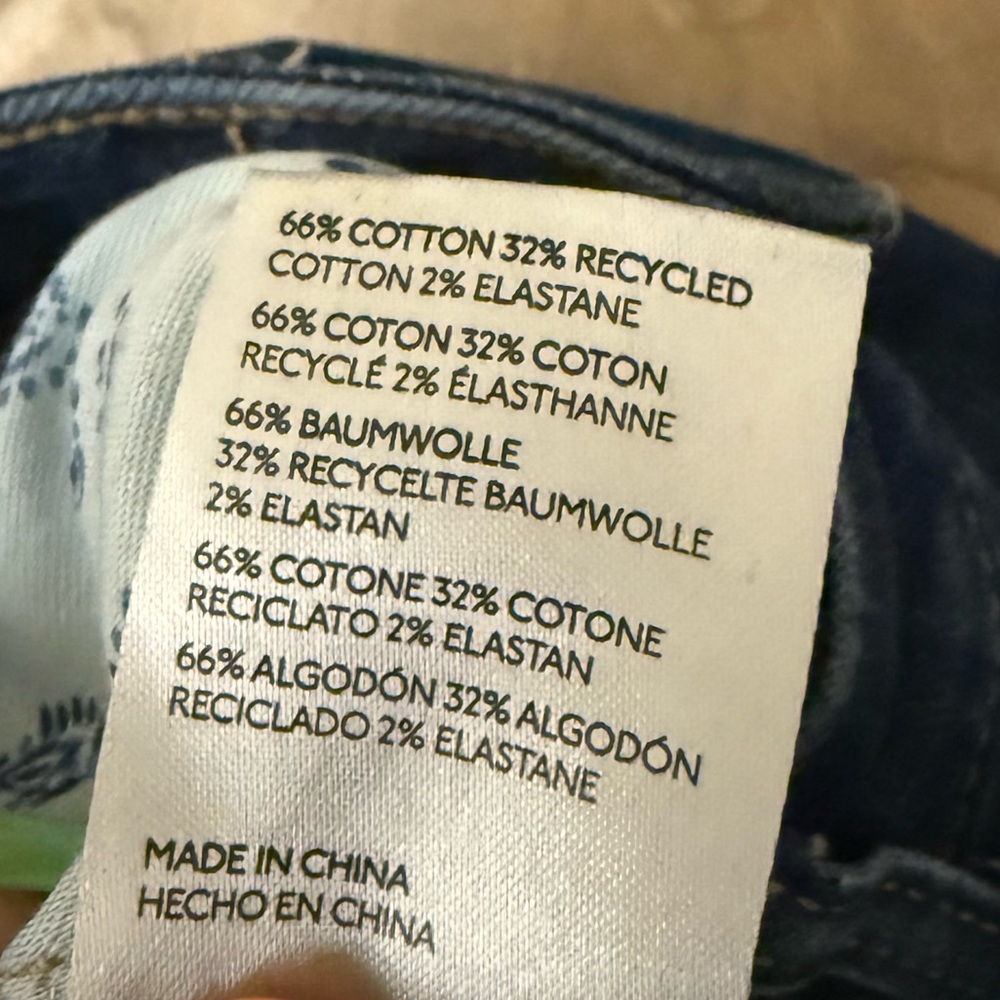 66% COTTON 32% RECYCLED
COTTON 2% ELASTANE
66% COTON 32% COTON
RECYCLÉ 2% ÉLASTHANNE
66% BAUMWOLLE
32% RECYCELTE BAUMWOLLE
2% ELASTAN
66% COTONE 32% COTONE
RECICLATO 2% ELASTAN
66% ALGODÓN 32% ALGODÓN
RECICLADO 2% ELASTANE
MADE IN CHINA
HECHO EN CHINA